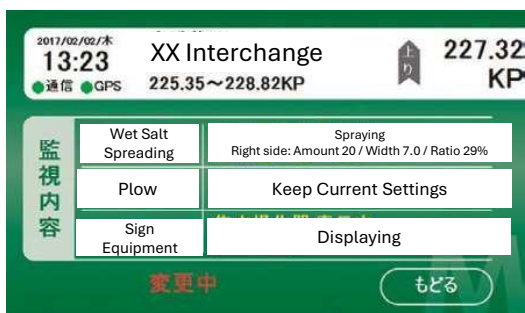 2017/02/02/木
13:23
通信 GPS
XX Interchange
225.35~228.82KP
上り
227.32
KP
監視内容
Wet Salt
Spreading
Spraying
Right side: Amount 20 / Width 7.0 / Ratio 29%
Plow
Keep Current Settings
Sign
Equipment
Displaying
変更中
もどる